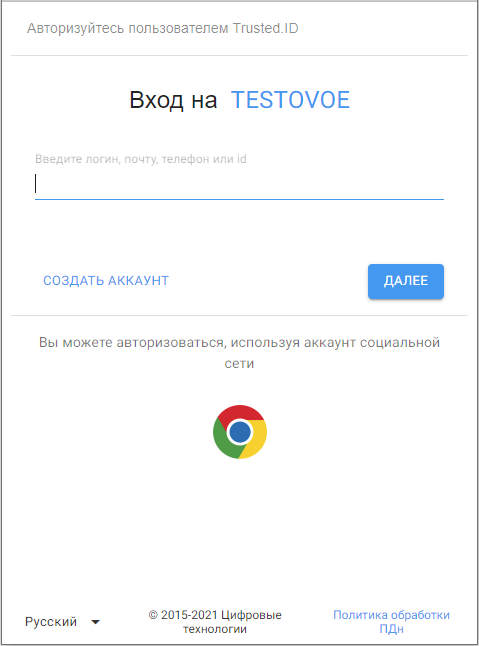 Авторизуйтесь пользователем Trusted.ID
Вход на TESTOVOE
Введите логин, почту, телефон или id
СОЗДАТЬ АККАУНТ
ДАЛЕЕ
Вы можете авторизоваться, используя аккаунт социальной
сети
Русский
© 2015-2021 Цифровые
технологии
Политика обработки
ПДн